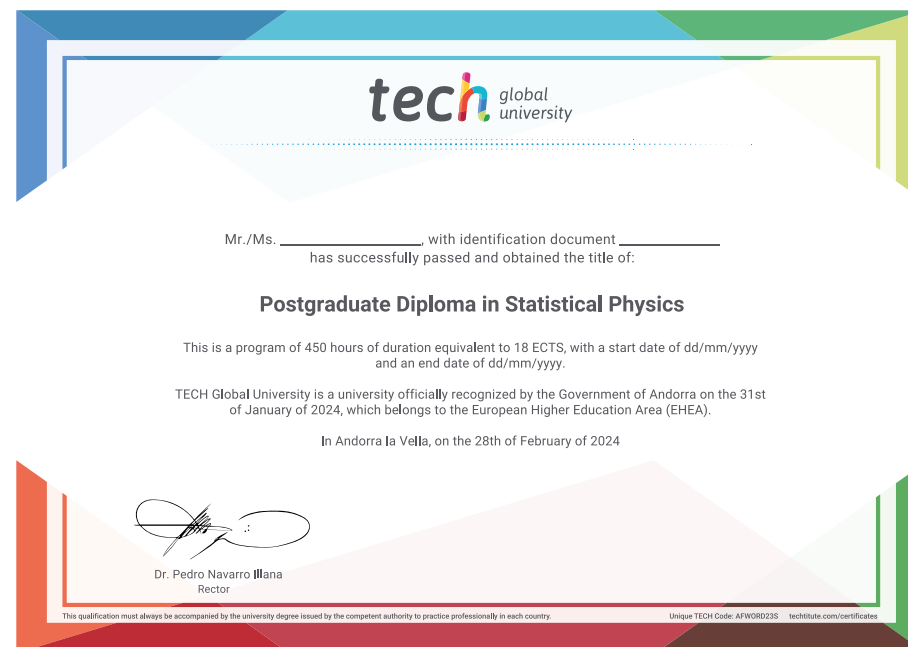 tech global university
Mr./Ms. ____________________, with identification document ______________
has successfully passed and obtained the title of:
Postgraduate Diploma in Statistical Physics
This is a program of 450 hours of duration equivalent to 18 ECTS, with a start date of dd/mm/yyyy
and an end date of dd/mm/yyyy.
TECH Global University is a university officially recognized by the Government of Andorra on the 31st
of January of 2024, which belongs to the European Higher Education Area (EHEA).
In Andorra la Vella, on the 28th of February of 2024
Dr. Pedro Navarro Illana
Rector
This qualification must always be accompanied by the university degree issued by the competent authority to practice professionally in each country. Unique TECH Code: AFWORD23S techtitute.com/certificates